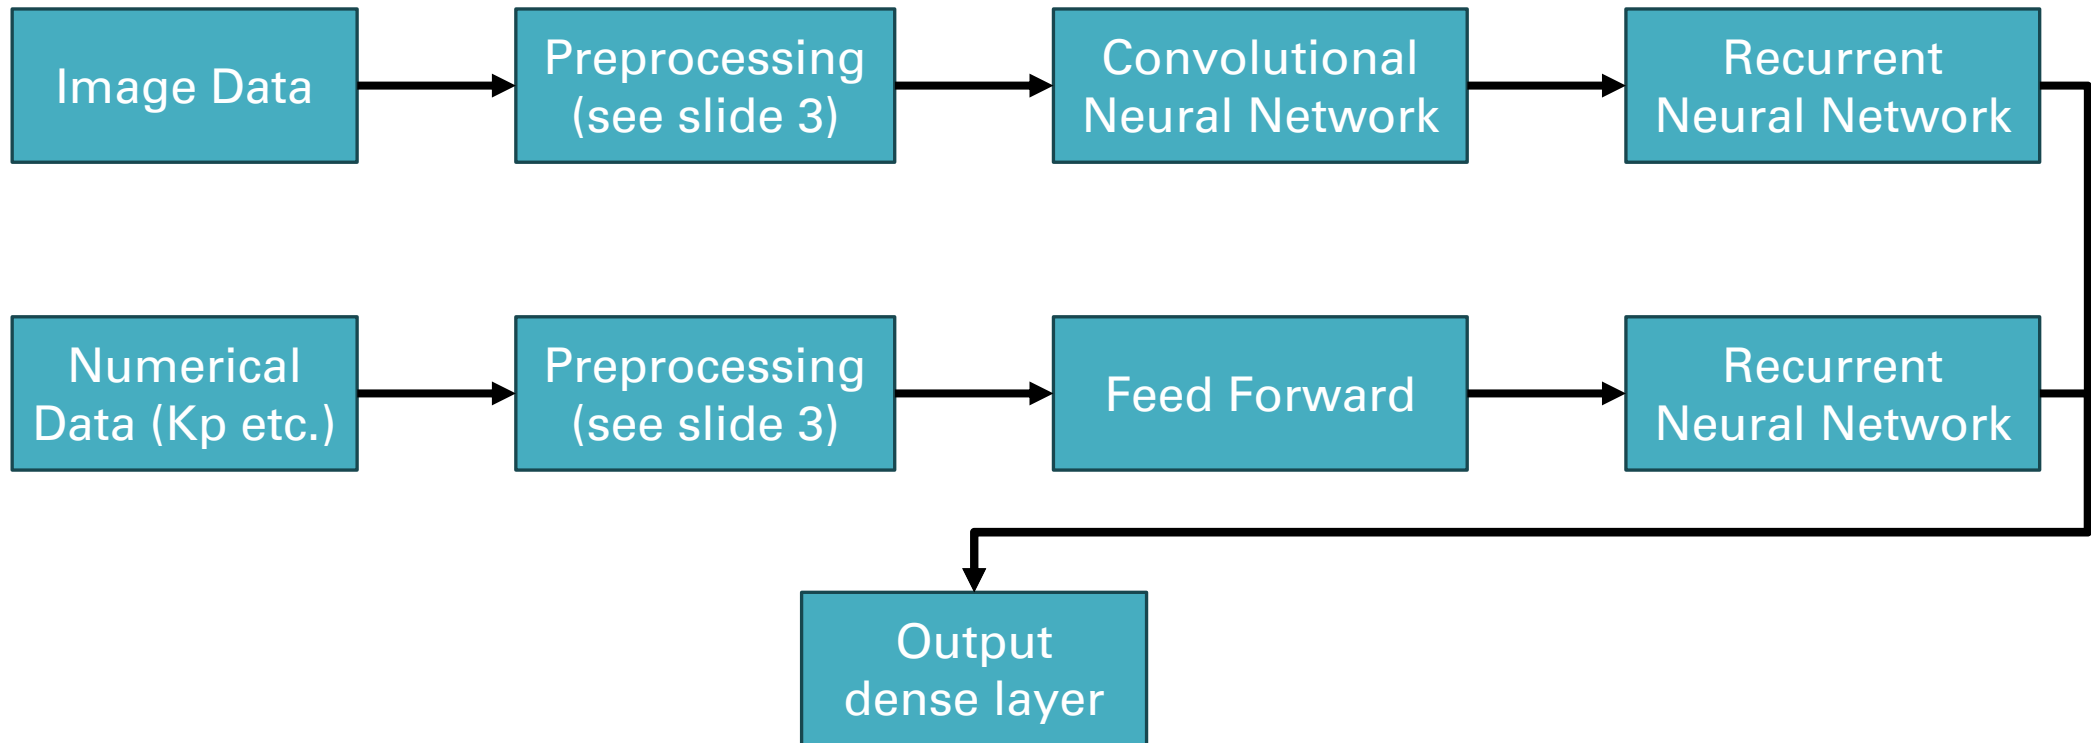 Image Data
Preprocessing
(see slide 3)
Convolutional
Neural Network
Recurrent
Neural Network
Numerical
Data (Kp etc.)
Preprocessing
(see slide 3)
Feed Forward
Recurrent
Neural Network
Output
dense layer